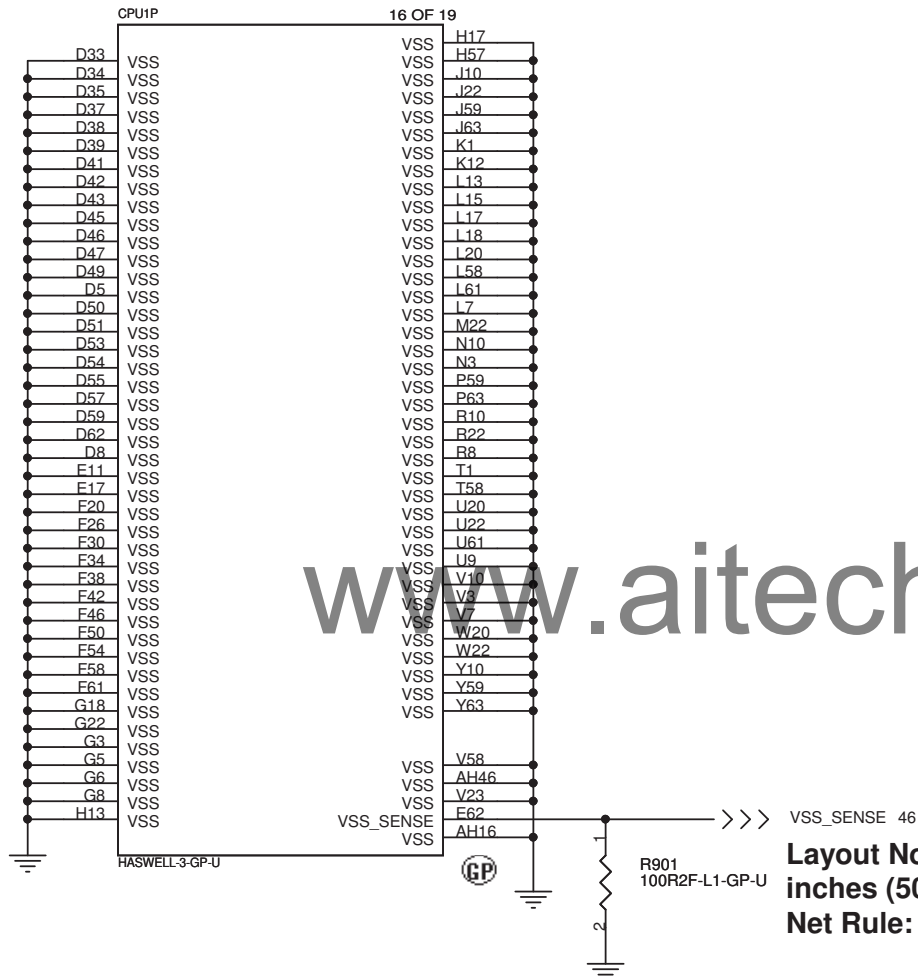 CPU1P 16 OF 19
VSS H17
D33 VSS VSS H57
D34 VSS VSS J10
D35 VSS VSS J22
D37 VSS VSS J59
D38 VSS VSS J63
D39 VSS VSS K1
D41 VSS VSS K12
D42 VSS VSS L13
D43 VSS VSS L15
D45 VSS VSS L17
D46 VSS VSS L18
D47 VSS VSS L20
D49 VSS VSS L58
D5 VSS VSS L61
D50 VSS VSS L7
D51 VSS VSS M22
D53 VSS VSS N10
D54 VSS VSS N3
D55 VSS VSS P59
D57 VSS VSS P63
D59 VSS VSS R10
D62 VSS VSS R22
D8 VSS VSS R8
E11 VSS VSS T1
E17 VSS VSS T58
F20 VSS VSS U20
F26 VSS VSS U22
F30 VSS VSS U61
F34 VSS VSS U9
F38 VSS VSS V10
F42 VSS VSS V3
F46 VSS VSS V7
F50 VSS VSS W20
F54 VSS VSS W22
F58 VSS VSS Y10
F61 VSS VSS Y59
G18 VSS VSS Y63
G22 VSS
G3 VSS
G5 VSS VSS V58
G6 VSS VSS AH46
G8 VSS VSS V23
H13 VSS VSS_SENSE E62
VSS AH16
HASWELL-3-GP-U
GP
www.aitech
VSS_SENSE 46
1
R901
100R2F-L1-GP-U
2
Layout No
inches (50
Net Rule: